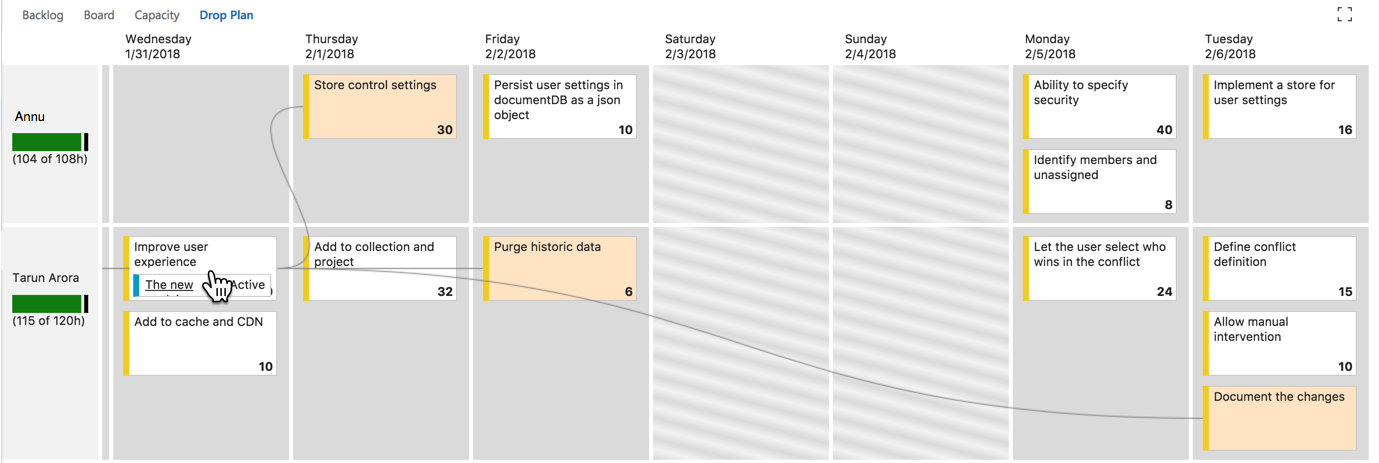 Backlog Board Capacity Drop Plan
Wednesday
1/31/2018
Thursday
2/1/2018
Friday
2/2/2018
Saturday
2/3/2018
Sunday
2/4/2018
Monday
2/5/2018
Tuesday
2/6/2018
Annu
(104 of 108h)
Store control settings
30
Persist user settings in
documentDB as a json
object
10
Ability to specify
security
40
Identify members and
unassigned
8
Implement a store for
user settings
16
Tarun Arora
(115 of 120h)
Improve user
experience
The new
Active
Add to cache and CDN
10
Add to collection and
project
32
Purge historic data
6
Let the user select who
wins in the conflict
24
Define conflict
definition
15
Allow manual
intervention
10
Document the changes